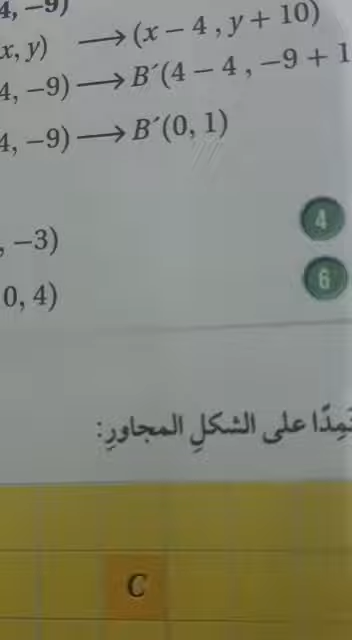 4, −9)
x, y) ⟶ (x − 4 , y + 10)
4, −9) ⟶ B´(4 − 4 , −9 + 1
4, −9) ⟶ B´(0, 1)
, −3) 4
0, 4) 6
على الشكلِ المجاورِ:
C